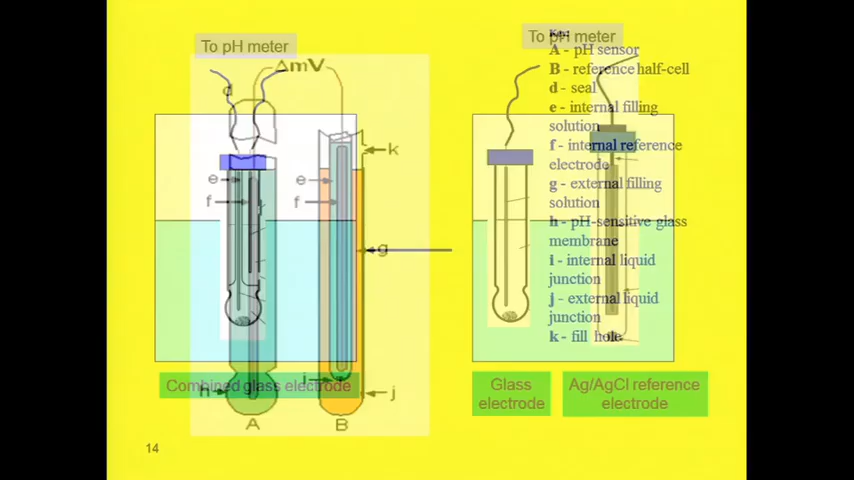 To pH meter
To pH meter
Key:
ΔmV
A - pH sensor
B - reference half-cell
d
d - seal
e - internal filling
solution
k
f - internal reference
electrode
e
e
f
f
g - external filling
solution
h - pH-sensitive glass
membrane
g
i - internal liquid
junction
j - external liquid
junction
k - fill hole
Combined glass electrode
i
h
j
Glass
electrode
Ag/AgCl reference
electrode
A
B
14